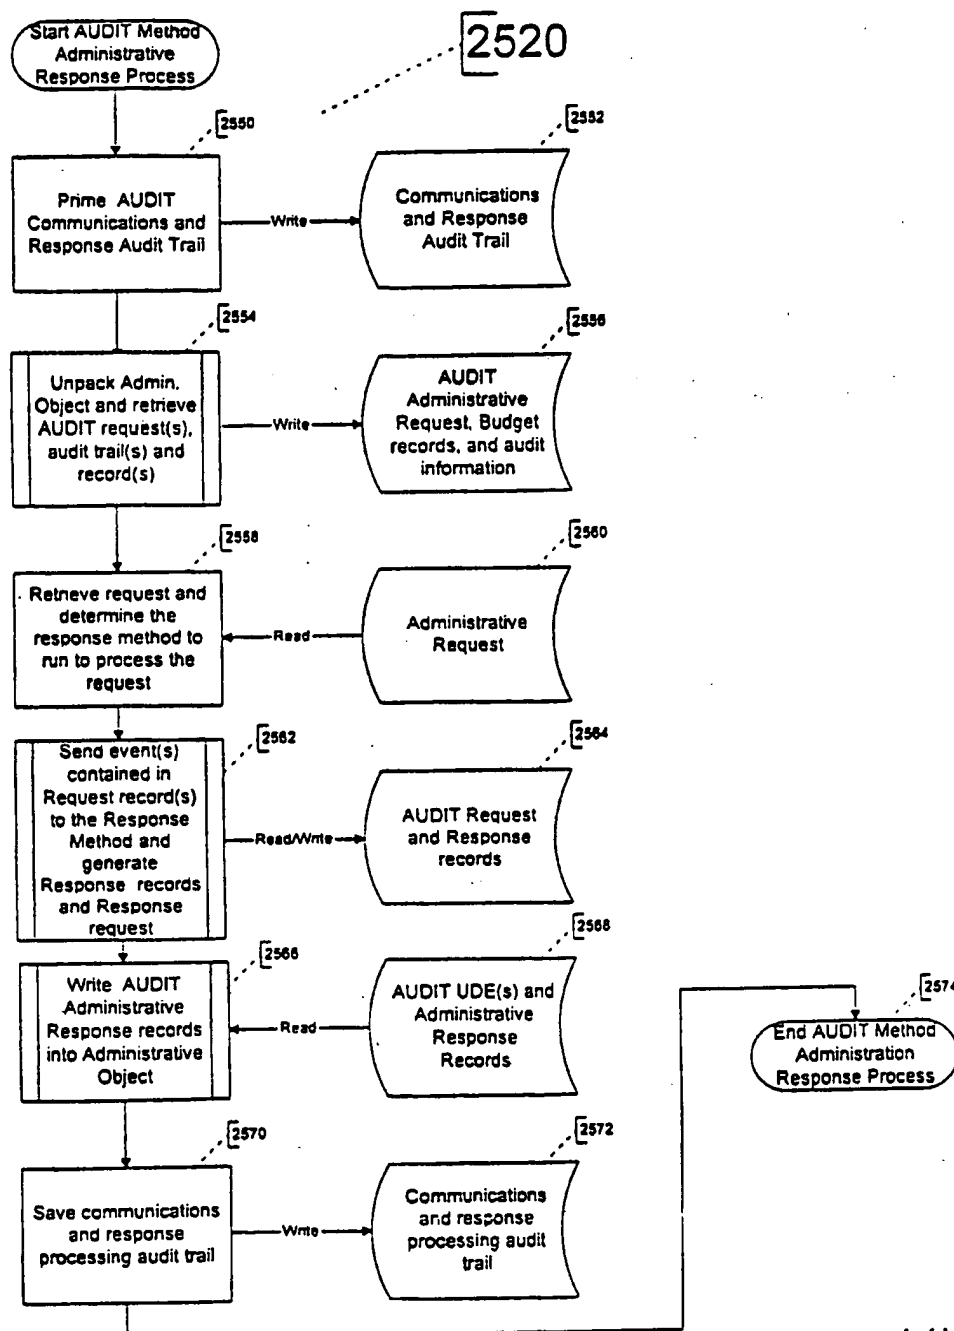 Start AUDIT Method
Administrative
Response Process
2520
2550
Prime AUDIT
Communications and
Response Audit Trail
Write
2552
Communications
and Response
Audit Trail
2554
Unpack Admin.
Object and retrieve
AUDIT request(s),
audit trail(s) and
record(s)
Write
2556
AUDIT
Administrative
Request, Budget
records, and audit
information
2558
Retrieve request and
determine the
response method to
run to process the
request
Read
2560
Administrative
Request
2562
Send event(s)
contained in
Request record(s)
to the Response
Method and
generate
Response records
and Response
request
Read/Write
2564
AUDIT Request
and Response
records
2566
Write AUDIT
Administrative
Response records
into Administrative
Object
Read
2568
AUDIT UDE(s) and
Administrative
Response
Records
2570
Save communications
and response
processing audit trail
Write
2572
Communications
and response
processing audit
trail
2574
End AUDIT Method
Administration
Response Process